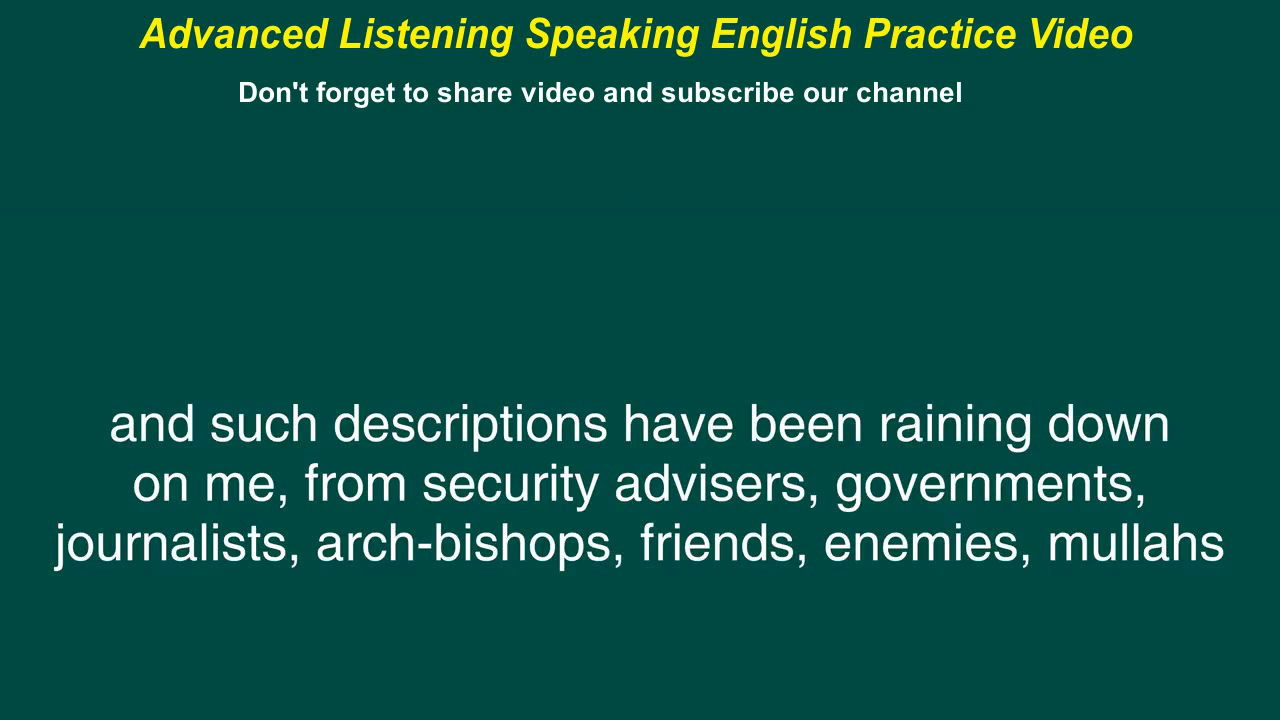 Advanced Listening Speaking English Practice Video
Don't forget to share video and subscribe our channel
and such descriptions have been raining down
on me, from security advisers, governments,
journalists, arch-bishops, friends, enemies, mullahs